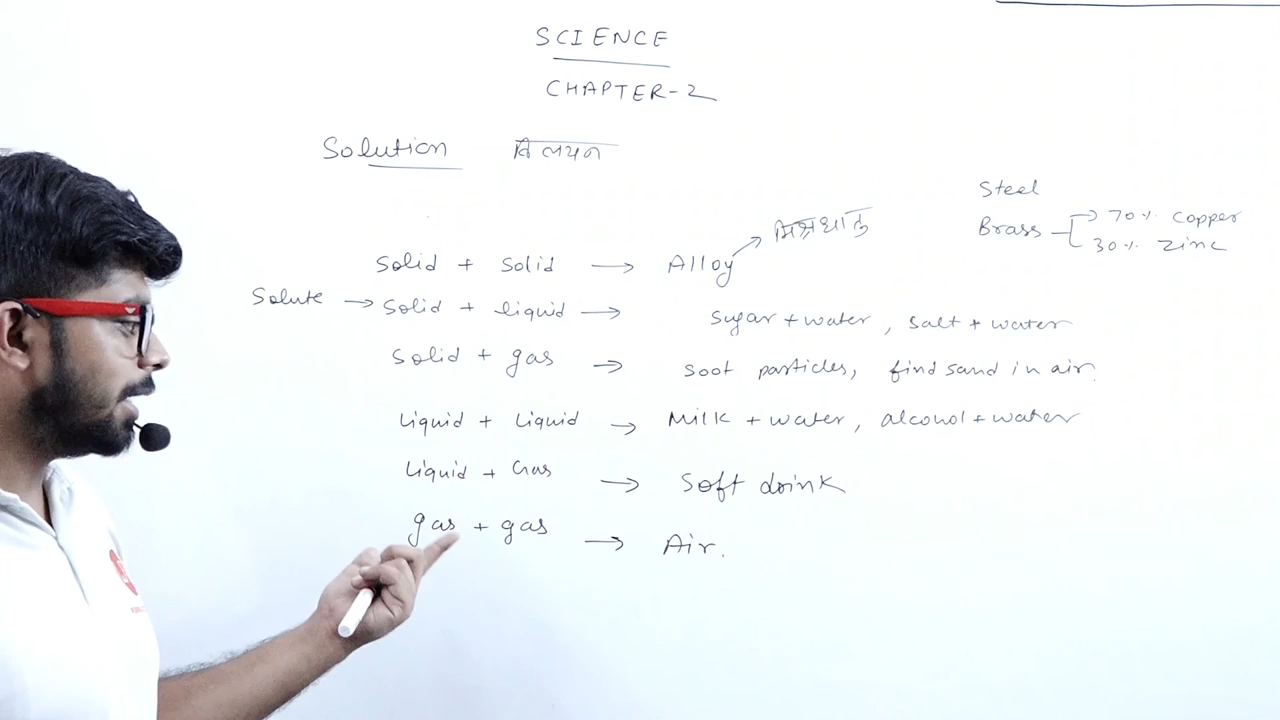 SCIENCE
CHAPTER-2
Solution विलयन
Steel
Brass → 70% Copper
30% Zinc
मिश्रधातु
Solid + Solid → Alloy
Solute → Solid + liquid → Sugar + water, Salt + water
Solid + gas → Soot particles, find sand in air.
Liquid + Liquid → Milk + water, alcohol + water
Liquid + Gas → Soft drink
gas + gas → Air.